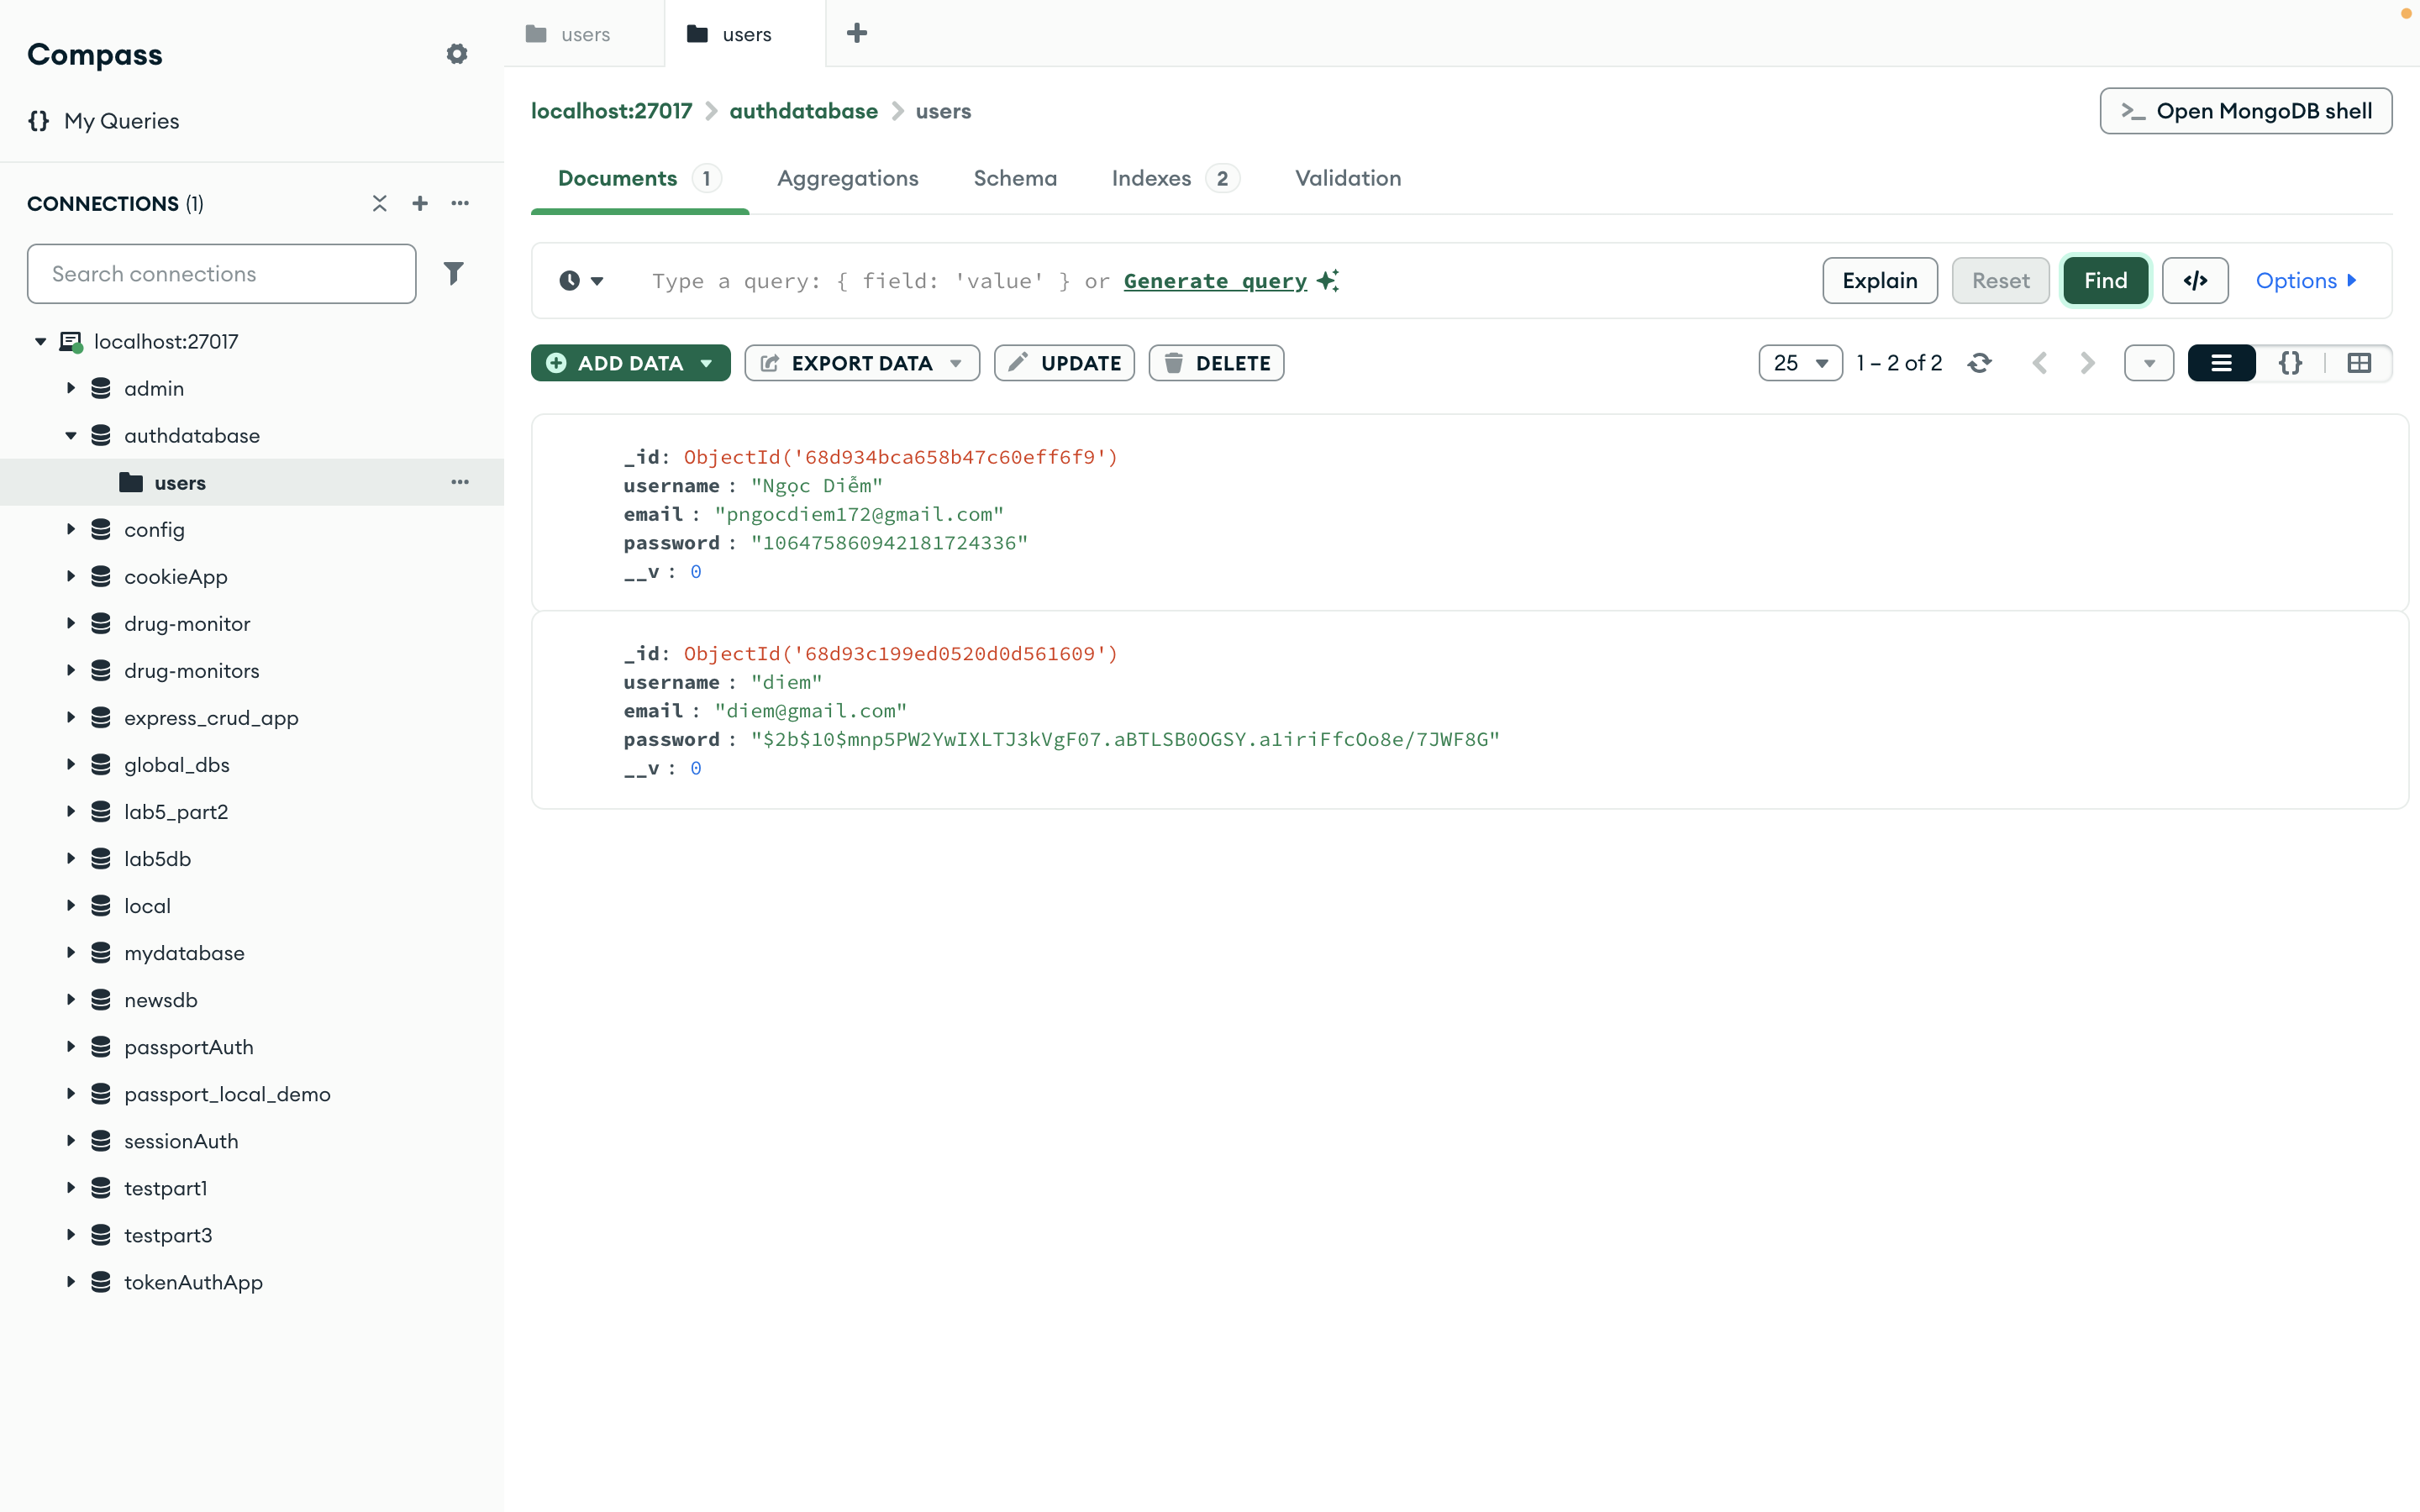 Compass
My Queries
CONNECTIONS (1)
Search connections
localhost:27017
admin
authdatabase
users
config
cookieApp
drug-monitor
drug-monitors
express_crud_app
global_dbs
lab5_part2
lab5db
local
mydatabase
newsdb
passportAuth
passport_local_demo
sessionAuth
testpart1
testpart3
tokenAuthApp
users
users
localhost:27017 > authdatabase > users
>_ Open MongoDB shell
Documents 1 Aggregations Schema Indexes 2 Validation
Type a query: { field: 'value' } or Generate query
Explain Reset Find </> Options
ADD DATA EXPORT DATA UPDATE DELETE
25 1 – 2 of 2 {}
_id: ObjectId('68d934bca658b47c60eff6f9')
username : "Ngọc Diễm"
email : "pngocdiem172@gmail.com"
password : "106475860942181724336"
__v : 0
_id: ObjectId('68d93c199ed0520d0d561609')
username : "diem"
email : "diem@gmail.com"
password : "$2b$10$mnp5PW2YwIXLTJ3kVgF07.aBTLSB0OGSY.a1iriFfcOo8e/7JWF8G"
__v : 0